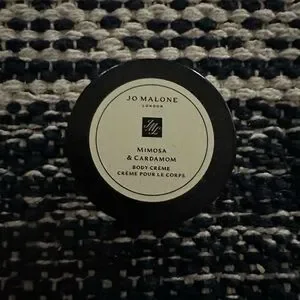 JO MALONE
LONDON
MIMOSA
& CARDAMOM
BODY CRÈME
CRÈME POUR LE CORPS